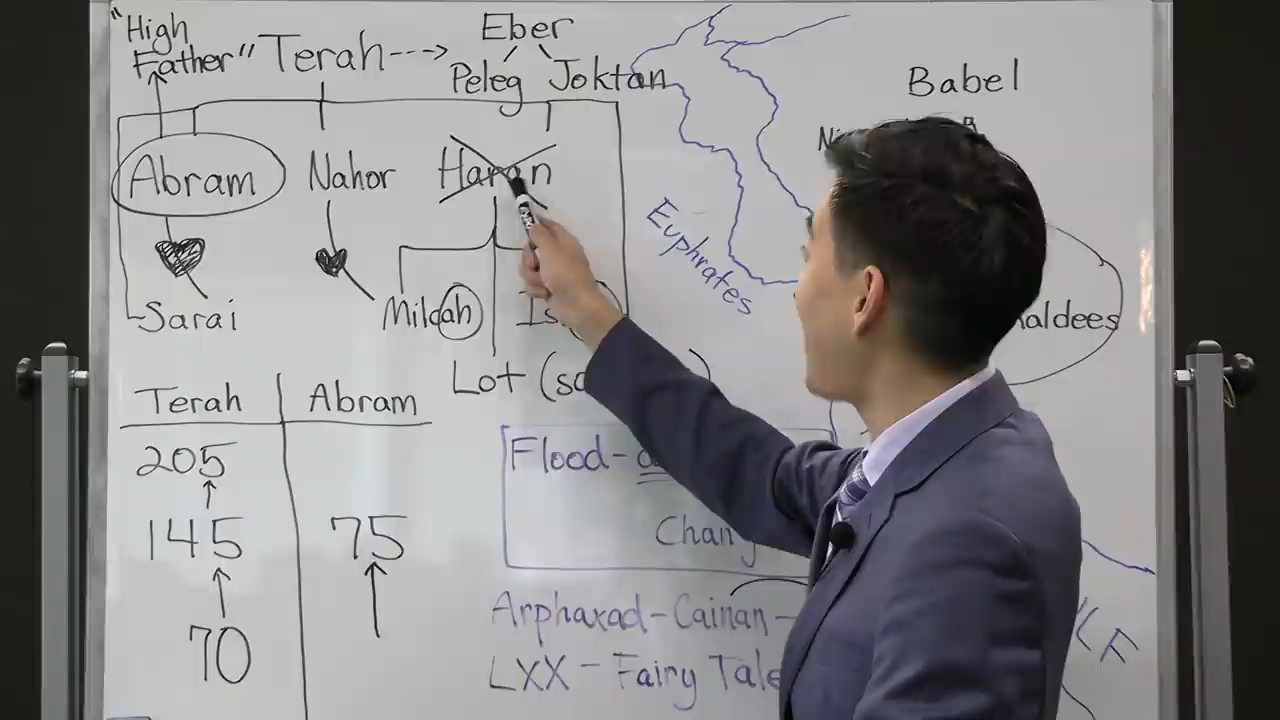 "High
Father" Terah
Eber
Peleg Joktan
Babel
Abram Nahor Haran
Euphrates
Sarai Milcah
Lot
Terah Abram
205
145 75
70
Flood-
Arphaxad-Cainan-
LXX - Fairy Tale